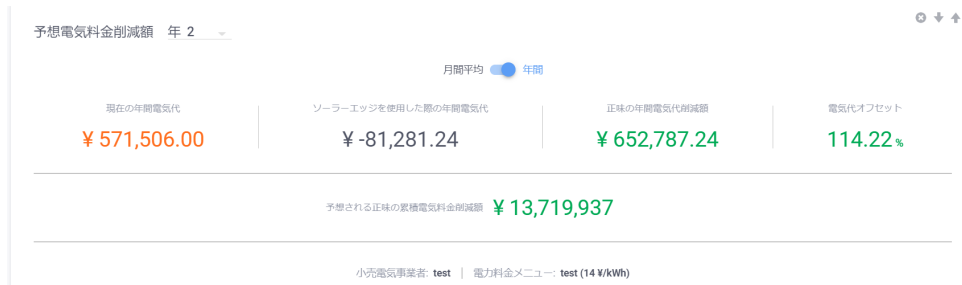 予想電気料金削減額 年 2
月間平均 年間
現在の年間電気代 ソーラーエッジを使用した際の年間電気代 正味の年間電気代削減額 電気代オフセット
¥ 571,506.00 ¥ -81,281.24 ¥ 652,787.24 114.22 %
予想される正味の累積電気料金削減額 ¥ 13,719,937
小売電気事業者: test | 電力料金メニュー: test (14 ¥/kWh)